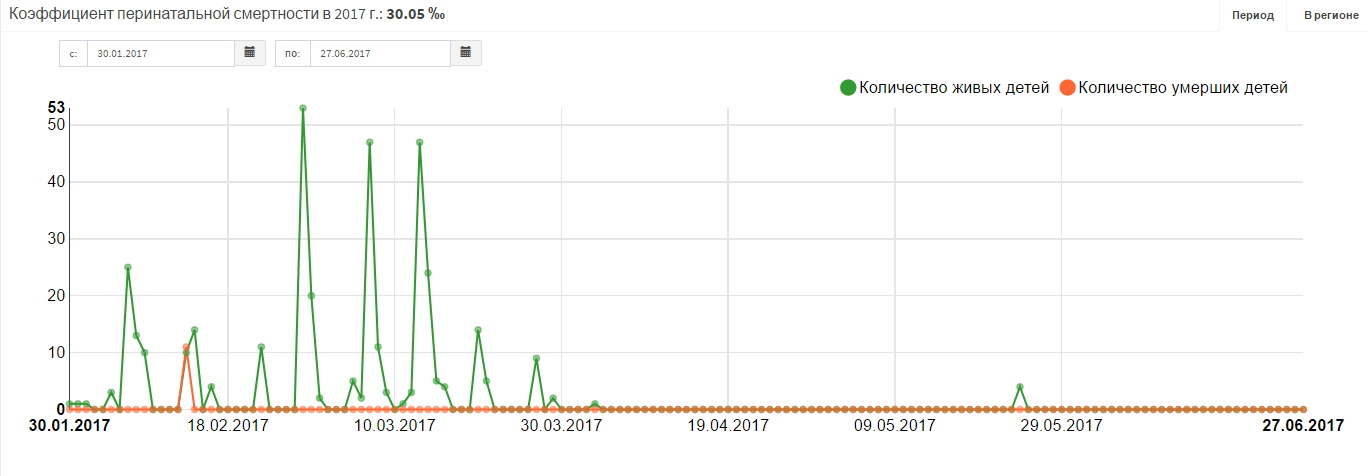 Коэффициент перинатальной смертности в 2017 г.: 30.05 ‰
Период
В регионе
с: 30.01.2017
по: 27.06.2017
Количество живых детей
Количество умерших детей
53
50
40
30
20
10
0
30.01.2017 18.02.2017 10.03.2017 30.03.2017 19.04.2017 09.05.2017 29.05.2017 27.06.2017